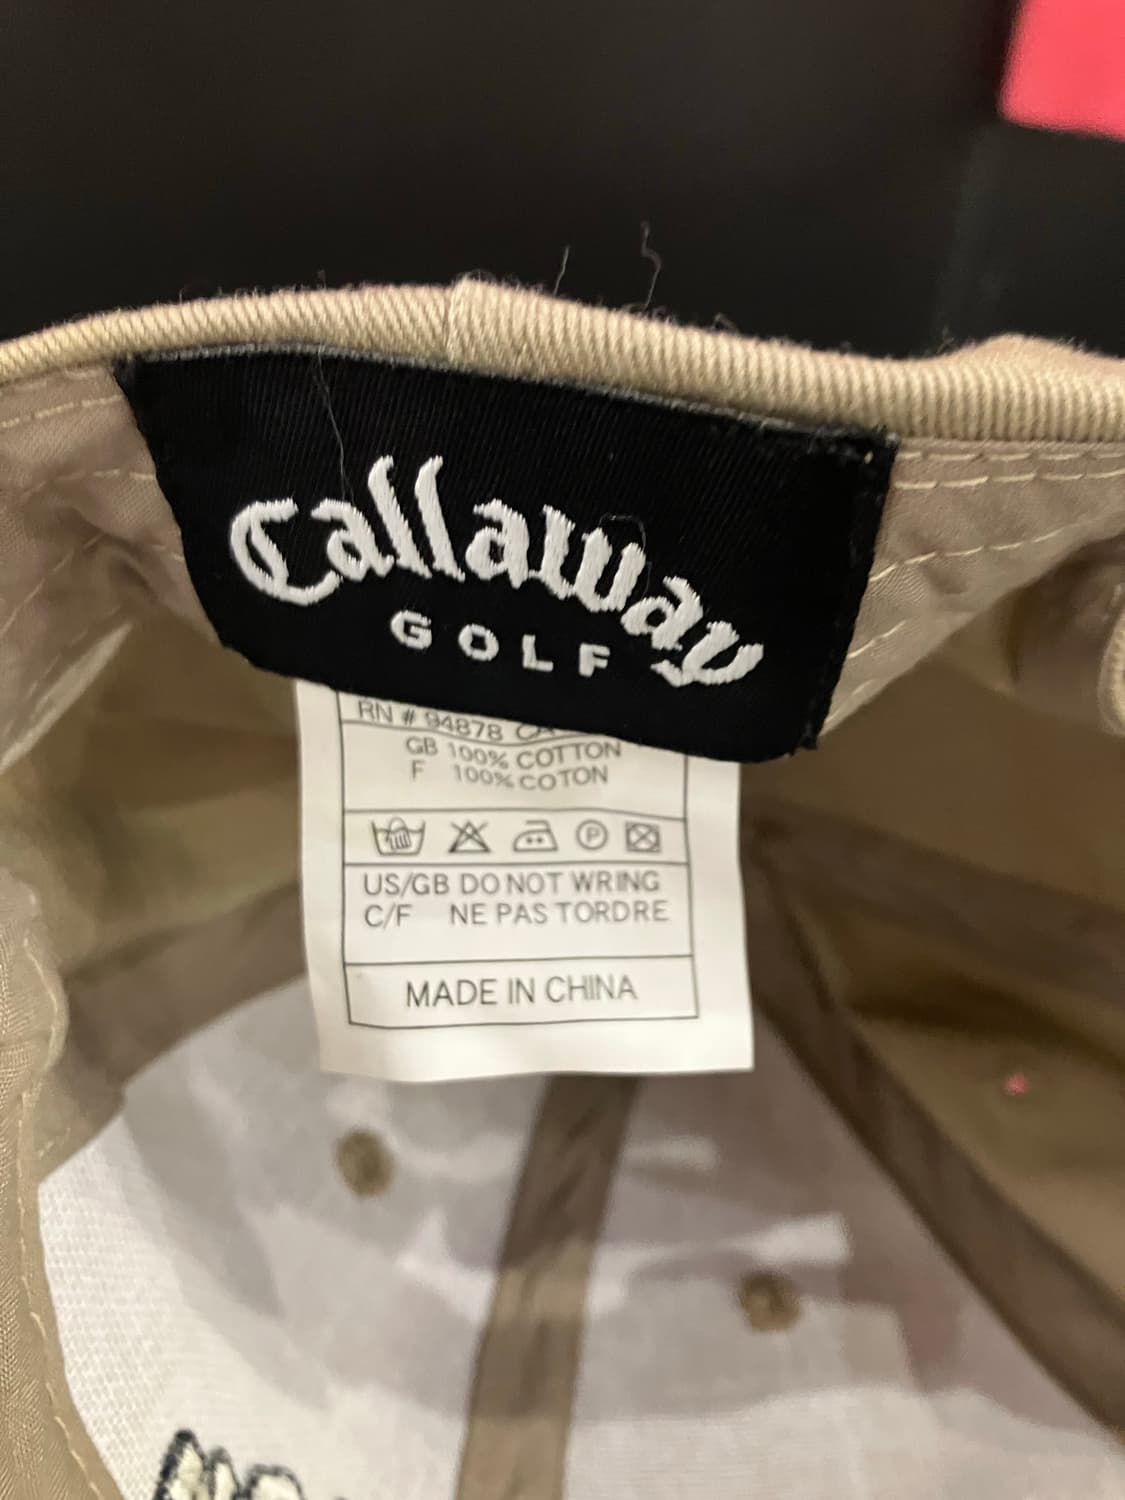 Callaway
GOLF
RN # 94878
GB 100% COTTON
F 100% COTON
P
US/GB DO NOT WRING
C/F NE PAS TORDRE
MADE IN CHINA